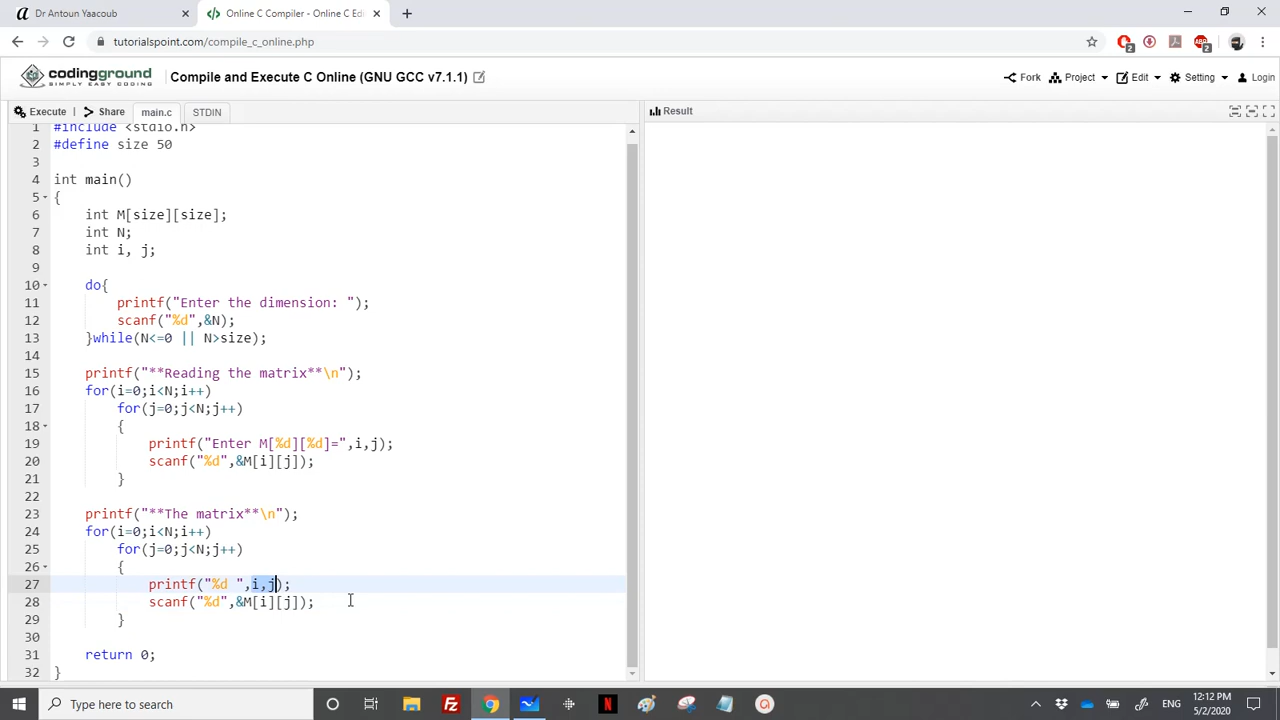 Dr Antoun Yaacoub
Online C Compiler - Online C Edi
tutorialspoint.com/compile_c_online.php
2
2
codingground
SIMPLY EASY CODING
Compile and Execute C Online (GNU GCC v7.1.1)
Fork
Project
Edit
Setting
Login
Execute
Share
main.c
STDIN
Result
1 #include <stdio.h>
2 #define size 50
3
4 int main()
5 {
6 int M[size][size];
7 int N;
8 int i, j;
9
10 do{
11 printf("Enter the dimension: ");
12 scanf("%d",&N);
13 }while(N<=0 || N>size);
14
15 printf("**Reading the matrix**\n");
16 for(i=0;i<N;i++)
17 for(j=0;j<N;j++)
18 {
19 printf("Enter M[%d][%d]=",i,j);
20 scanf("%d",&M[i][j]);
21 }
22
23 printf("**The matrix**\n");
24 for(i=0;i<N;i++)
25 for(j=0;j<N;j++)
26 {
27 printf("%d ",i,j);
28 scanf("%d",&M[i][j]);
29 }
30
31 return 0;
32 }
Type here to search
ENG
12:12 PM
5/2/2020